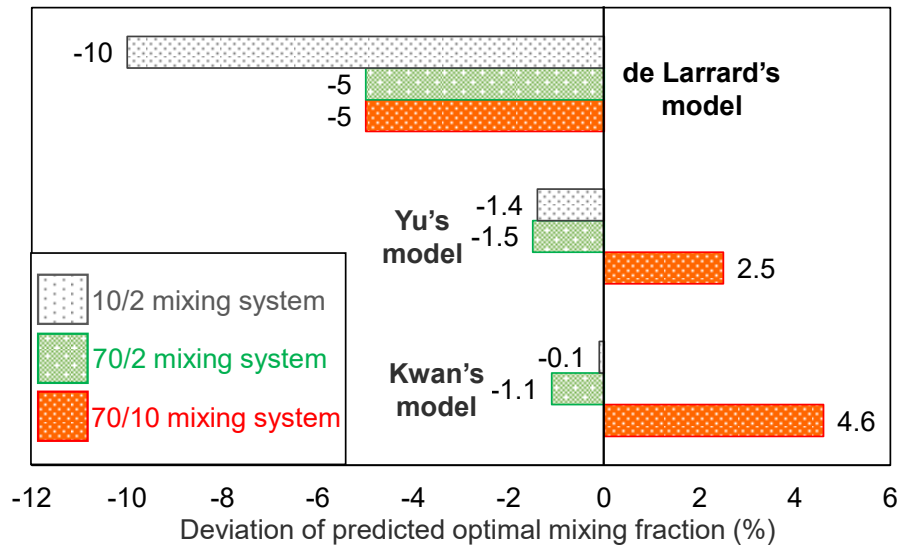 -10
-5
-5
de Larrard’s
model
-1.4
-1.5
Yu’s
model
2.5
10/2 mixing system
70/2 mixing system
70/10 mixing system
-0.1
-1.1
Kwan’s
model
4.6
-12 -10 -8 -6 -4 -2 0 2 4 6
Deviation of predicted optimal mixing fraction (%)